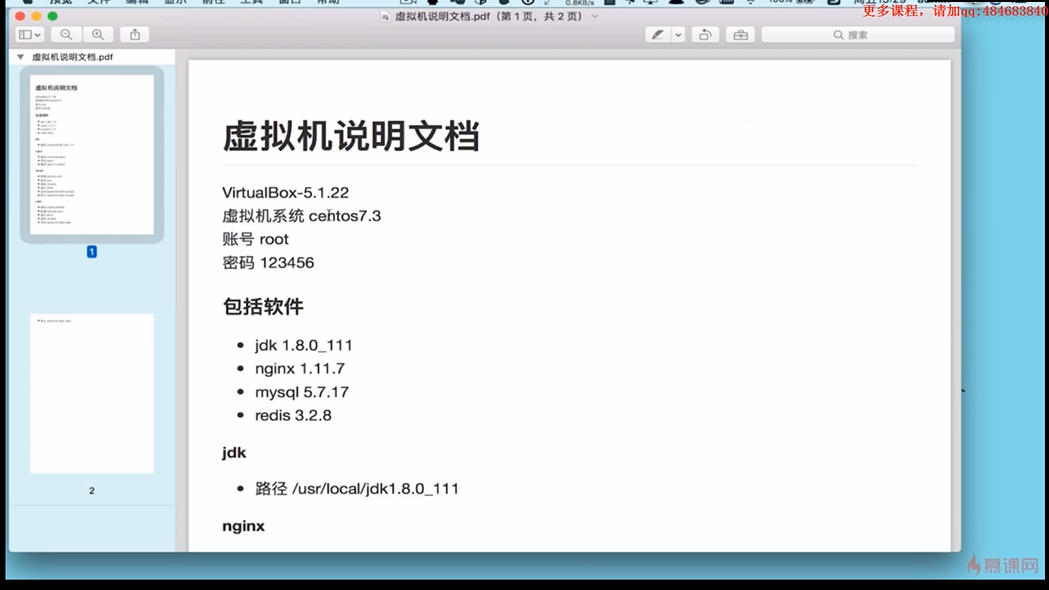 更多课程，请加qq:484683840
虚拟机说明文档.pdf（第 1 页，共 2 页）
搜索
虚拟机说明文档.pdf
1
2
虚拟机说明文档
VirtualBox-5.1.22
虚拟机系统 centos7.3
账号 root
密码 123456
包括软件
• jdk 1.8.0_111
• nginx 1.11.7
• mysql 5.7.17
• redis 3.2.8
jdk
• 路径 /usr/local/jdk1.8.0_111
nginx
慕课网